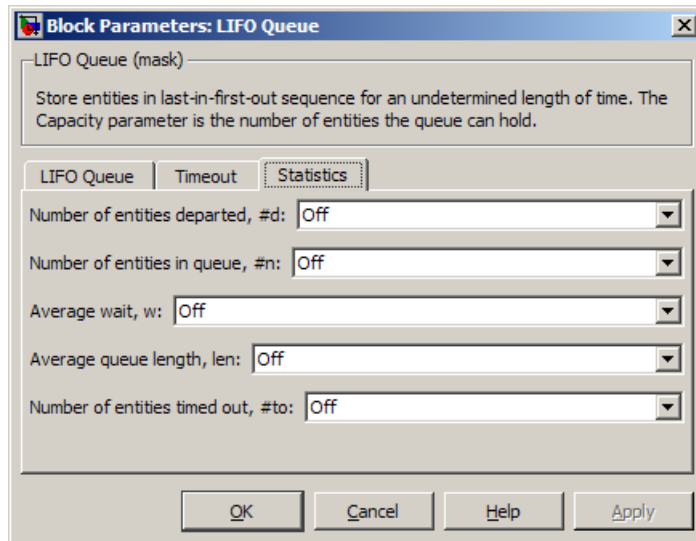 Block Parameters: LIFO Queue
LIFO Queue (mask)
Store entities in last-in-first-out sequence for an undetermined length of time. The
Capacity parameter is the number of entities the queue can hold.
LIFO Queue Timeout Statistics
Number of entities departed, #d: Off
Number of entities in queue, #n: Off
Average wait, w: Off
Average queue length, len: Off
Number of entities timed out, #to: Off
OK Cancel Help Apply